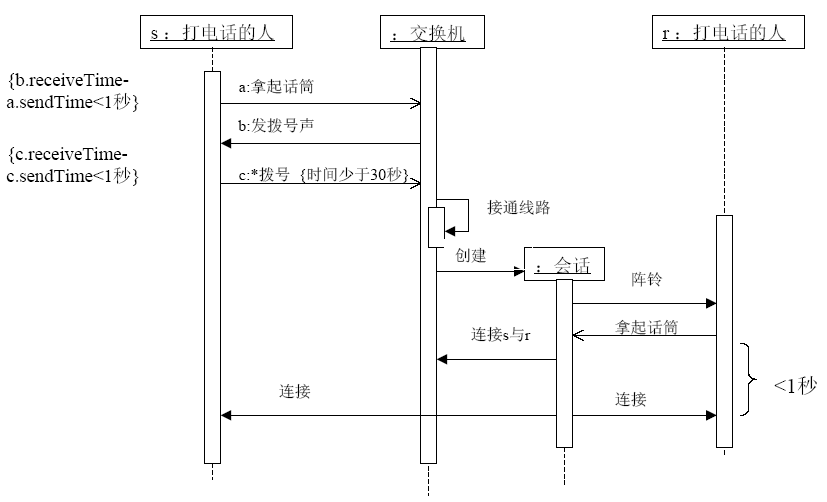 s：打电话的人
：交换机
r：打电话的人
{b.receiveTime-
a.sendTime<1秒}
a:拿起话筒
b:发拨号声
{c.receiveTime-
c.sendTime<1秒}
c:*拨号 {时间少于30秒}
接通线路
创建
：会话
阵铃
拿起话筒
连接s与r
<1秒
连接
连接